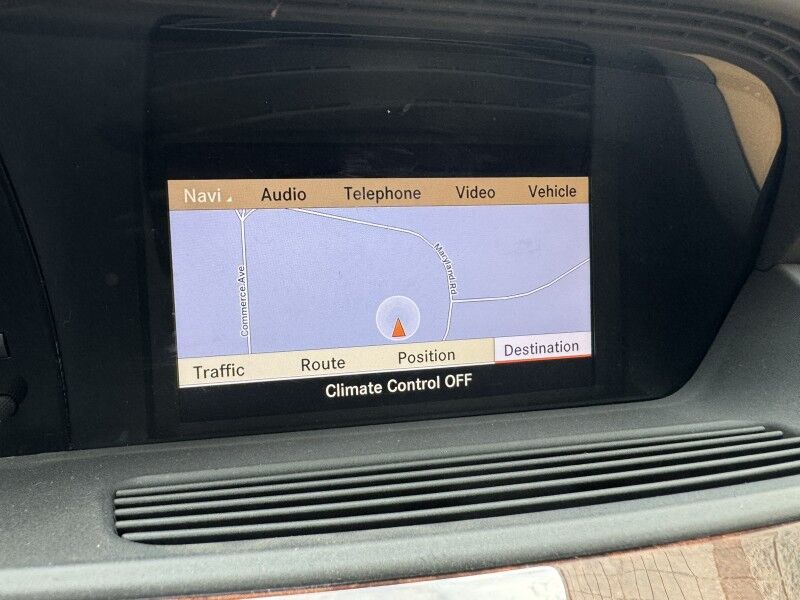 Navi Audio Telephone Video Vehicle
Commerce Ave
Maryland Rd
Traffic Route Position Destination
Climate Control OFF